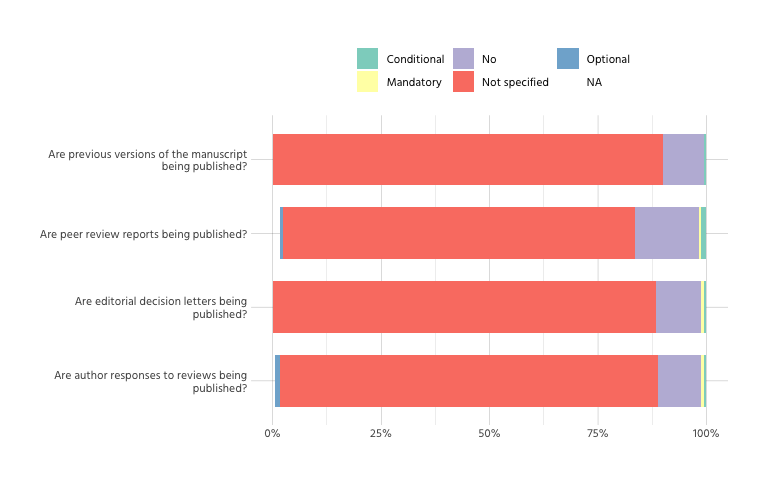 Conditional No Optional
Mandatory Not specified NA
Are previous versions of the manuscript
being published?
Are peer review reports being published?
Are editorial decision letters being
published?
Are author responses to reviews being
published?
0% 25% 50% 75% 100%